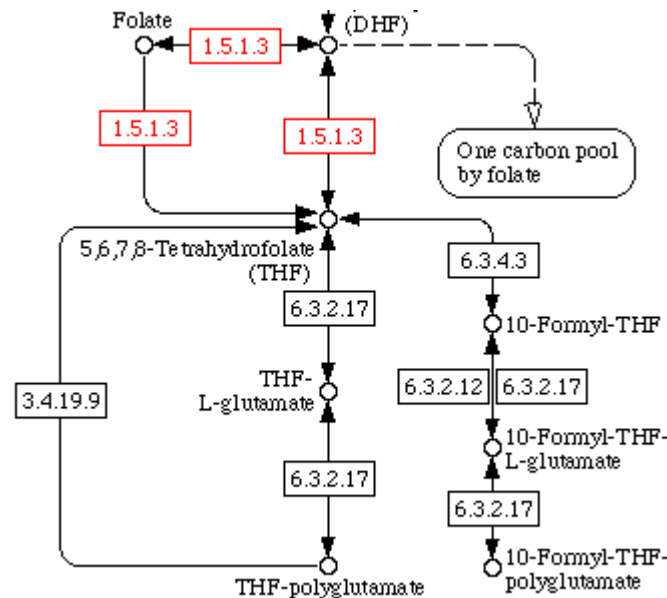 Folate
1.5.1.3
(DHF)
1.5.1.3
1.5.1.3
One carbon pool
by folate
5,6,7,8-Tetrahydrofolate
(THF)
6.3.4.3
6.3.2.17
10-Formyl-THF
THF-
L-glutamate
6.3.2.12
6.3.2.17
3.4.19.9
10-Formyl-THF-
L-glutamate
6.3.2.17
6.3.2.17
THF-polyglutamate
10-Formyl-THF-
polyglutamate